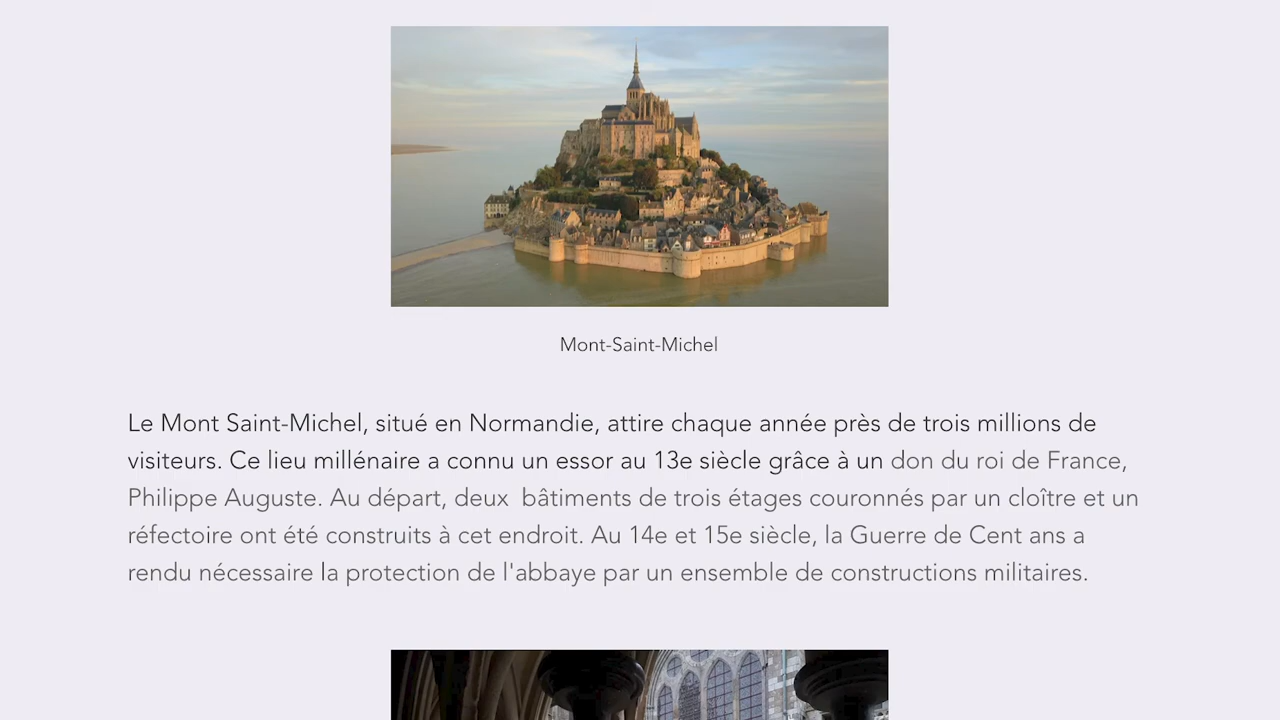 Mont-Saint-Michel
Le Mont Saint-Michel, situé en Normandie, attire chaque année près de trois millions de
visiteurs. Ce lieu millénaire a connu un essor au 13e siècle grâce à un don du roi de France,
Philippe Auguste. Au départ, deux  bâtiments de trois étages couronnés par un cloître et un
réfectoire ont été construits à cet endroit. Au 14e et 15e siècle, la Guerre de Cent ans a
rendu nécessaire la protection de l'abbaye par un ensemble de constructions militaires.